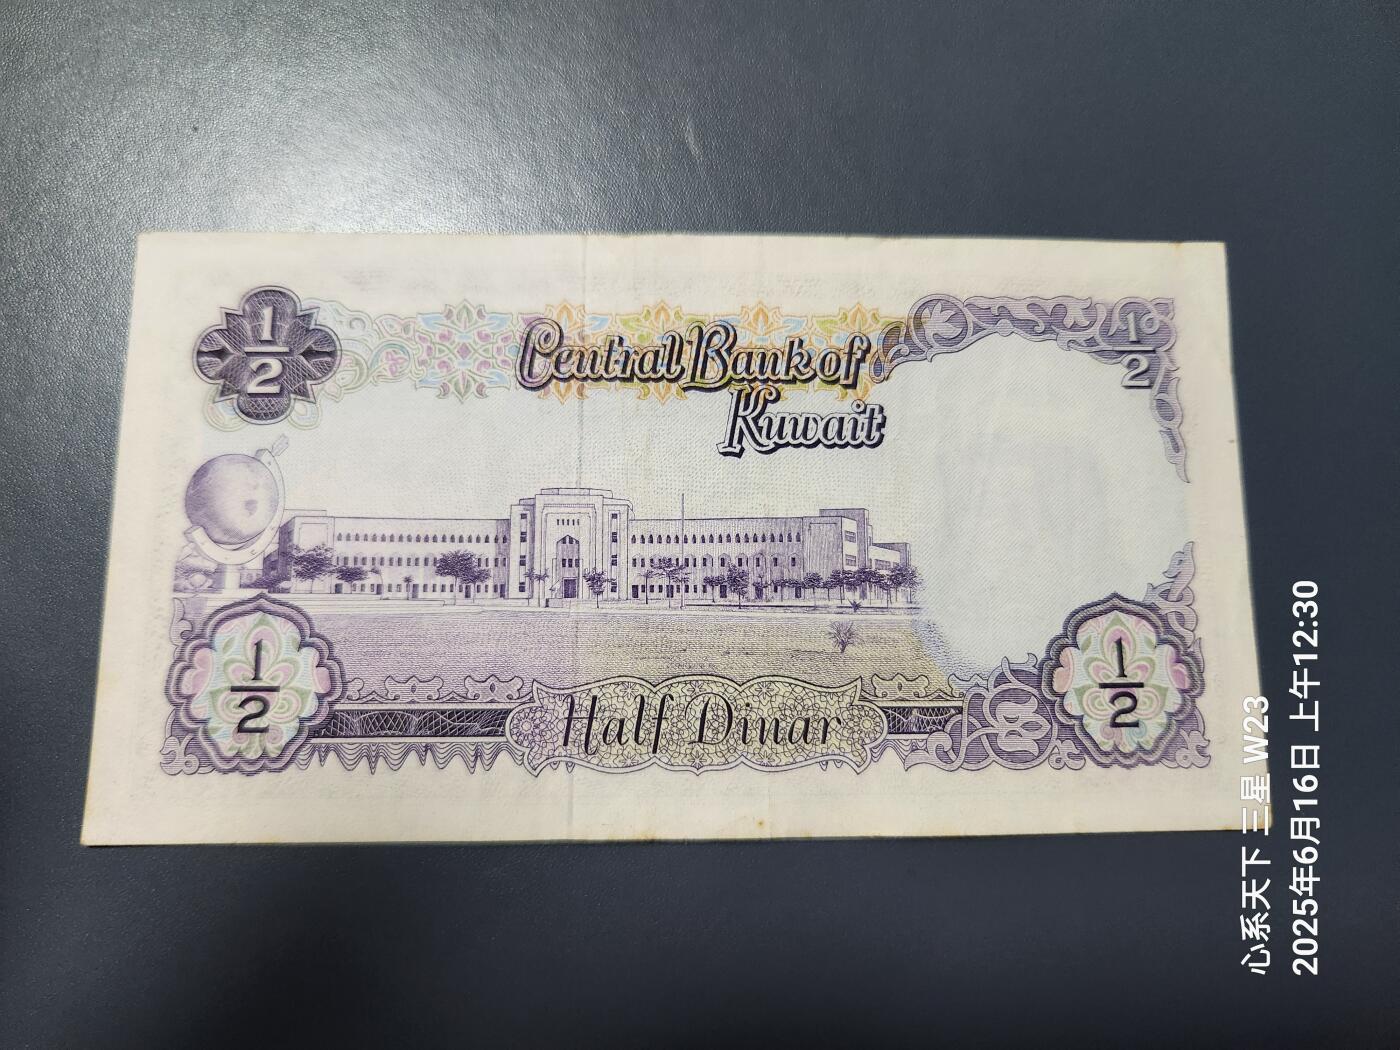 1/2
Central Bank of
Kuwait
1/2
1/2
Half Dinar
1/2
心系天下 三星 W23
2025年6月16日 上午12:30